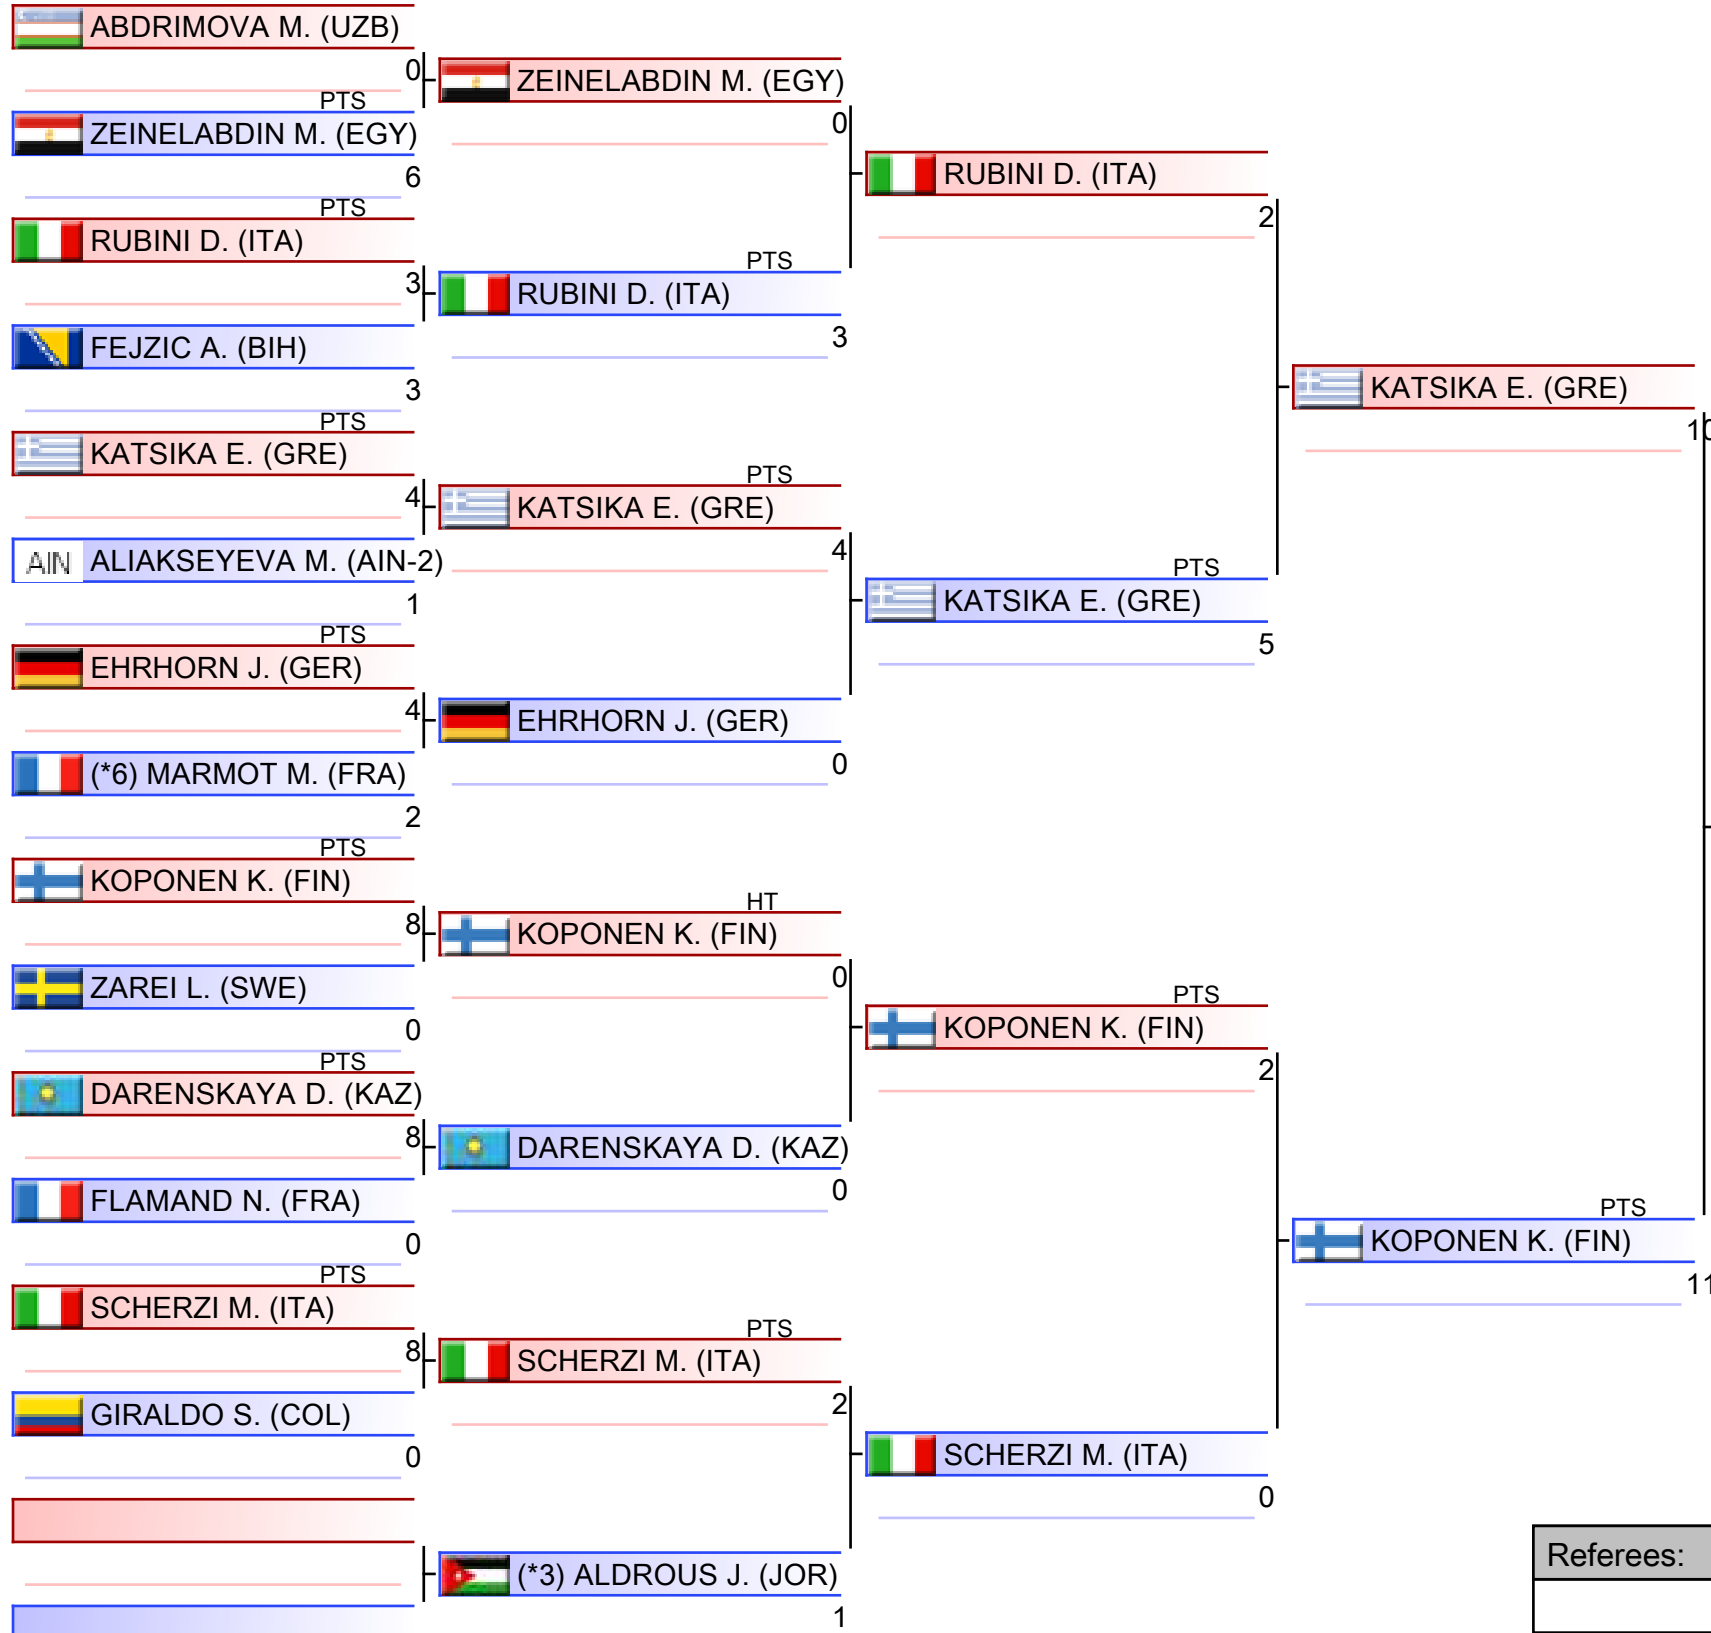 ABDRIMOVA M. (UZB)
0
PTS
ZEINELABDIN M. (EGY)
6
PTS
RUBINI D. (ITA)
3
FEJZIC A. (BIH)
3
PTS
KATSIKA E. (GRE)
4
AIN ALIAKSEYEVA M. (AIN-2)
1
PTS
EHRHORN J. (GER)
4
(*6) MARMOT M. (FRA)
2
PTS
KOPONEN K. (FIN)
8
ZAREI L. (SWE)
0
PTS
DARENSKAYA D. (KAZ)
8
FLAMAND N. (FRA)
0
PTS
SCHERZI M. (ITA)
8
GIRALDO S. (COL)
0
ZEINELABDIN M. (EGY)
0
PTS
RUBINI D. (ITA)
3
PTS
KATSIKA E. (GRE)
4
EHRHORN J. (GER)
0
HT
KOPONEN K. (FIN)
0
DARENSKAYA D. (KAZ)
0
PTS
SCHERZI M. (ITA)
2
(*3) ALDROUS J. (JOR)
1
RUBINI D. (ITA)
2
PTS
KATSIKA E. (GRE)
5
PTS
KOPONEN K. (FIN)
2
SCHERZI M. (ITA)
0
KATSIKA E. (GRE)
10
PTS
KOPONEN K. (FIN)
11
Referees: